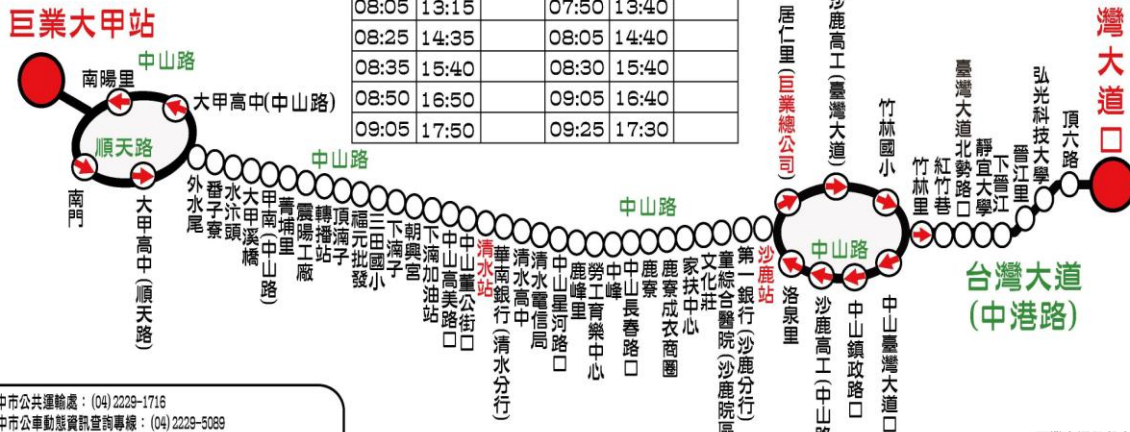 巨業大甲站
08:05 13:15 07:50 13:40
08:25 14:35 08:05 14:40
08:35 15:40 08:30 15:40
08:50 16:50 09:05 16:40
09:05 17:50 09:25 17:30
中山路
南陽里
大甲高中(中山路)
順天路
南門
大甲高中(順天路)
中山路
外水尾
番子寮
水汴頭
大甲溪橋
甲南(中山路)
菁埔里
震陽工廠
轉播站
頂湳子
福元批發
三田國小
下湳子
朝興宮
下湳加油站
中山高美路口
中山董公街口
清水站
華南銀行(清水分行)
清水高中
清水電信局
中山星河路口
鹿峰里
勞工育樂中心
中峰
中山長春路口
鹿寮
鹿寮成衣商圈
家扶中心
文化莊
童綜合醫院(沙鹿院區
第一銀行(沙鹿分行)
沙鹿站
中山路
居仁里(巨業總公司)
沙鹿高工(臺灣大道)
竹林國小
中山路
洛泉里
沙鹿高工(中山路
中山鎮政路口
中山臺灣大道口
竹林里
紅竹巷
臺灣大道北勢路口
靜宜大學
下晉江
晉江里
弘光科技大學
頂六路
灣大道口
台灣大道
(中港路)
中市公共運輸處：(04)2229-1716
中市公車動態資訊查詢專線：(04)2229-5089